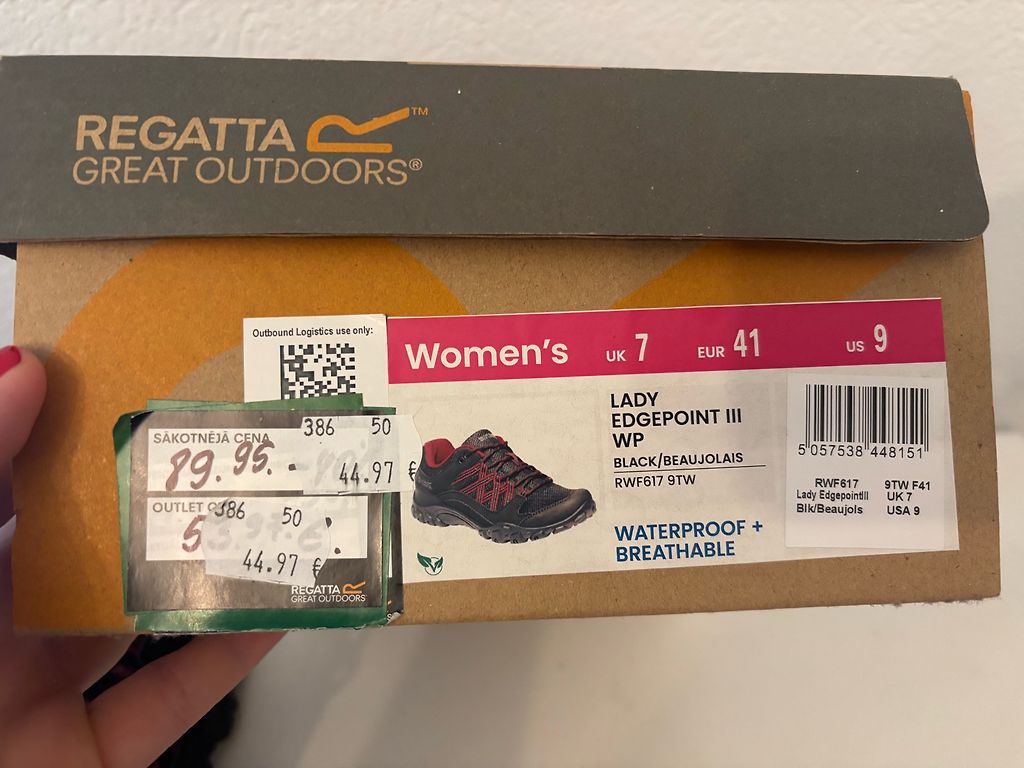 REGATTA
GREAT OUTDOORS®
™
Outbound Logistics use only:
Women's UK 7 EUR 41 US 9
LADY
EDGEPOINT III
WP
BLACK/BEAUJOLAIS
RWF617 9TW
WATERPROOF +
BREATHABLE
5 057538 448151
RWF617 9TW F41
Lady EdgepointIII UK 7
Blk/Beaujols USA 9
SĀKOTNĒJĀ CENA
89.95.-
386 50
44.97 €
OUTLET
386 50
44.97 €
REGATTA
GREAT OUTDOORS